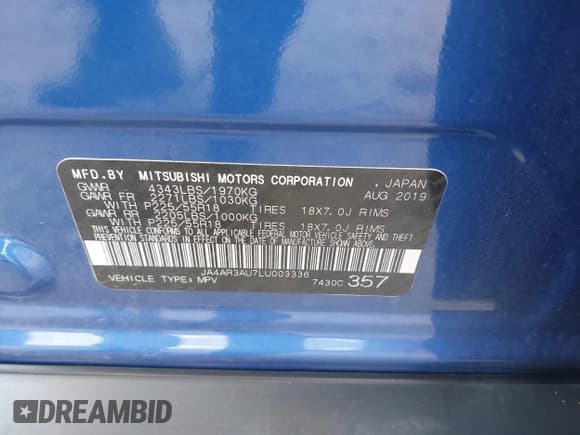 MFD.BY MITSUBISHI MOTORS CORPORATION . JAPAN
GVWR 4343LBS/1970KG AUG 2019
GAWR FR 2271LBS/1030KG
WITH P225/55R18 TIRES 18X7.0J RIMS
GAWR RR 2205LBS/1000KG
WITH P225/55R18 TIRES 18X7.0J RIMS
THIS VEHICLE CONFORMS TO ALL APPLICABLE FEDERAL MOTOR VEHICLE SAFETY, BUMPER, AND THEFT
PREVENTION STANDARDS IN EFFECT ON THE DATE OF MANUFACTURE SHOWN ABOVE.
JA4AR3AU7LU003336
VEHICLE TYPE: MPV 7430C 357
DREAMBID